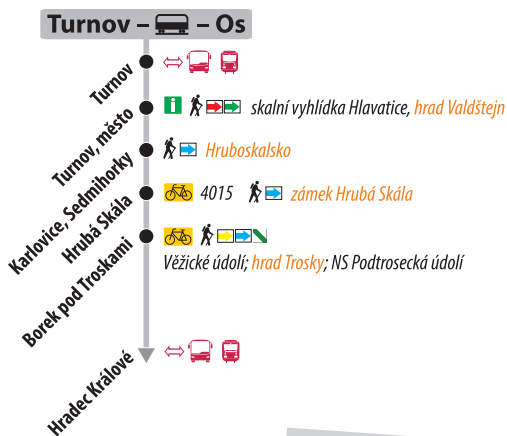 Turnov – – Os
Turnov
Turnov, město
i
skalní vyhlídka Hlavatice, hrad Valdštejn
Karlovice, Sedmihorky
Hruboskalsko
Hrubá Skála
4015
zámek Hrubá Skála
Borek pod Troskami
Věžické údolí; hrad Trosky; NS Podtrosecká údolí
Hradec Králové